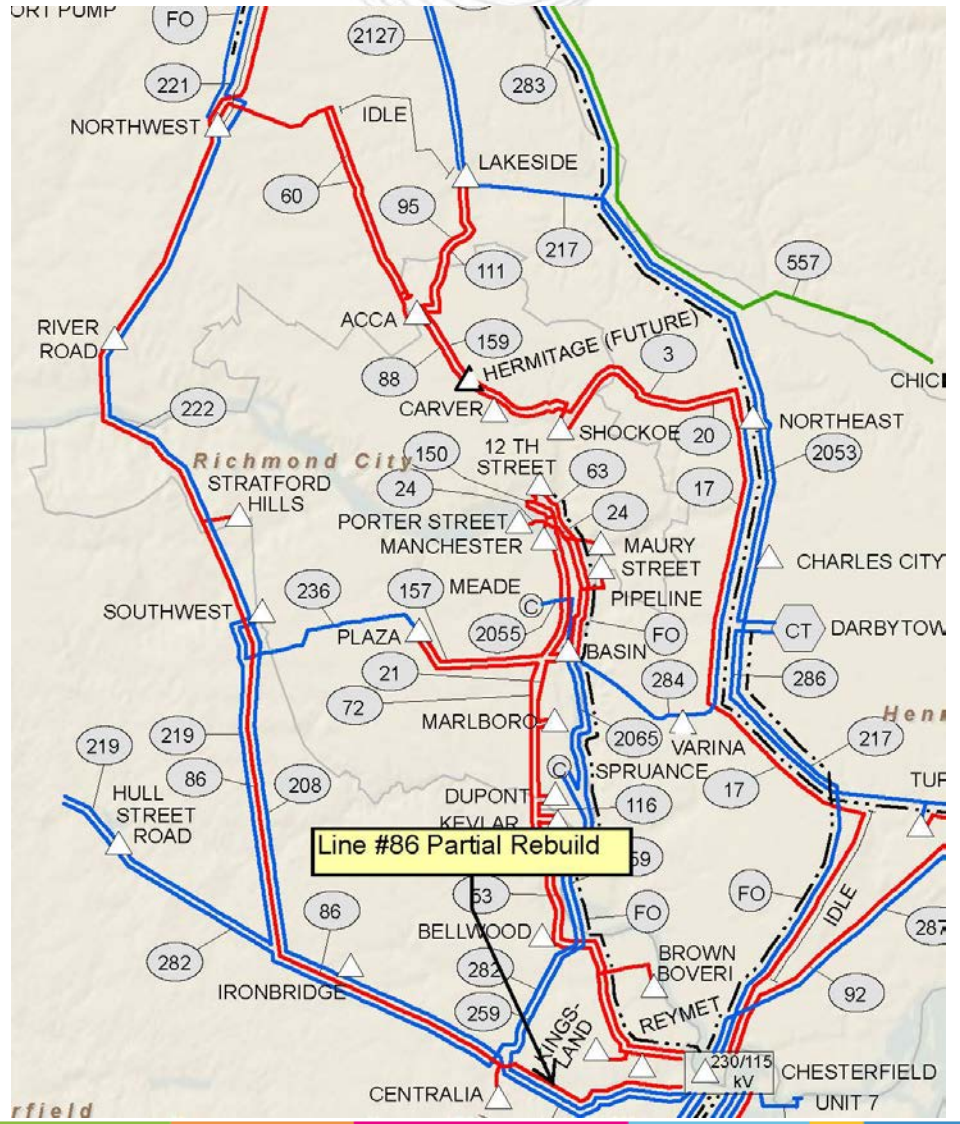 ORT PUMP
FO
2127
221
283
NORTHWEST
IDLE
LAKESIDE
60
95
217
111
557
RIVER
ROAD
ACCA
159
HERMITAGE (FUTURE)
3
88
CHIC
CARVER
222
SHOCKOE
20
NORTHEAST
150
12 TH
STREET
2053
Richmond City
63
STRATFORD
HILLS
24
17
PORTER STREET
24
MANCHESTER
MAURY
STREET
CHARLES CITY
236
157
MEADE
PIPELINE
SOUTHWEST
PLAZA
2055
FO
CT
DARBYTOW
BASIN
21
284
286
72
MARLBORO
Henr
219
219
2065
VARINA
217
86
208
SPRUANCE
17
TUF
HULL
STREET
ROAD
DUPONT
116
KEVLAR
Line #86 Partial Rebuild
59
53
FO
FO
IDLE
86
BELLWOOD
287
282
282
BROWN
BOVERI
IRONBRIDGE
92
259
KINGS-
LAND
REYMET
230/115
kV
CHESTERFIELD
CENTRALIA
UNIT 7
rfield